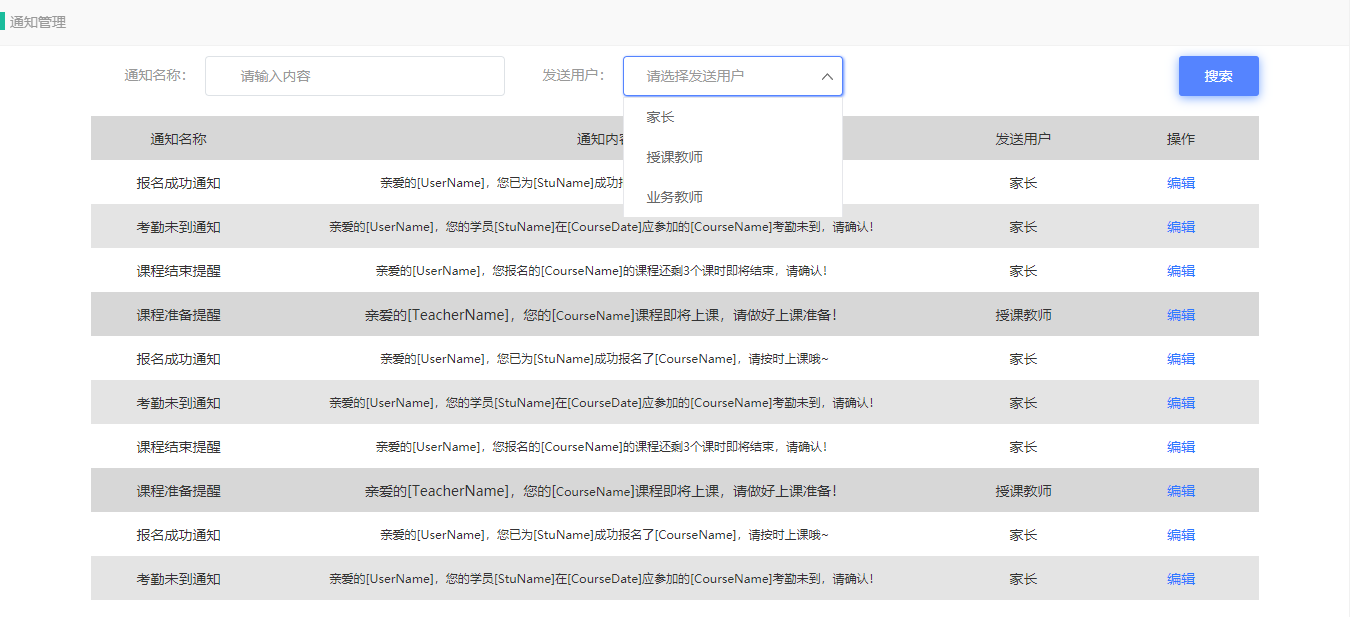 通知管理
通知名称： 请输入内容 发送用户： 请选择发送用户 搜索
家长
授课教师
业务教师
通知名称 通知内 发送用户 操作
报名成功通知 亲爱的[UserName]，您已为[StuName]成功 家长 编辑
考勤未到通知 亲爱的[UserName]，您的学员[StuName]在[CourseDate]应参加的[CourseName]考勤未到，请确认！ 家长 编辑
课程结束提醒 亲爱的[UserName]，您报名的[CourseName]的课程还剩3个课时即将结束，请确认！ 家长 编辑
课程准备提醒 亲爱的[TeacherName]，您的[CourseName]课程即将上课，请做好上课准备！ 授课教师 编辑
报名成功通知 亲爱的[UserName]，您已为[StuName]成功报名了[CourseName]，请按时上课哦~ 家长 编辑
考勤未到通知 亲爱的[UserName]，您的学员[StuName]在[CourseDate]应参加的[CourseName]考勤未到，请确认！ 家长 编辑
课程结束提醒 亲爱的[UserName]，您报名的[CourseName]的课程还剩3个课时即将结束，请确认！ 家长 编辑
课程准备提醒 亲爱的[TeacherName]，您的[CourseName]课程即将上课，请做好上课准备！ 授课教师 编辑
报名成功通知 亲爱的[UserName]，您已为[StuName]成功报名了[CourseName]，请按时上课哦~ 家长 编辑
考勤未到通知 亲爱的[UserName]，您的学员[StuName]在[CourseDate]应参加的[CourseName]考勤未到，请确认！ 家长 编辑